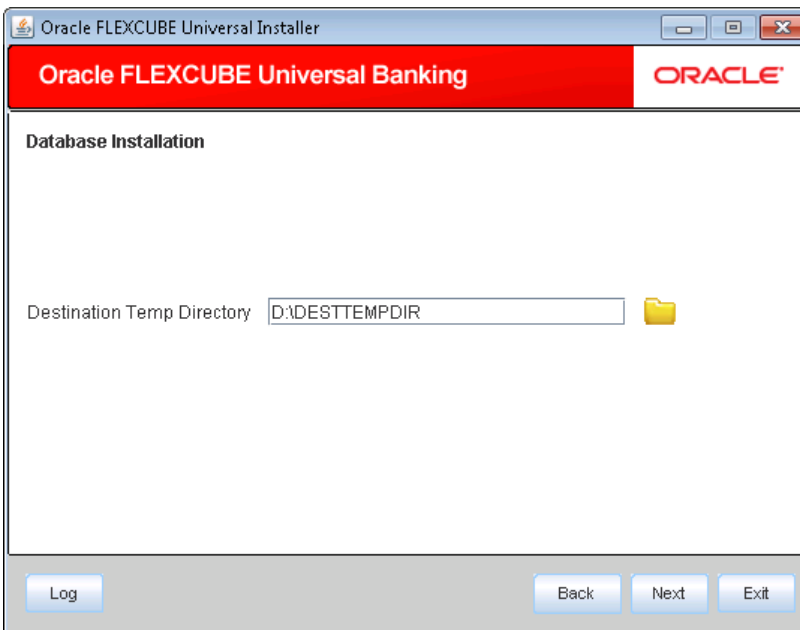 Oracle FLEXCUBE Universal Installer
Oracle FLEXCUBE Universal Banking
ORACLE
Database Installation
Destination Temp Directory D:\DESTTEMPDIR
Log Back Next Exit